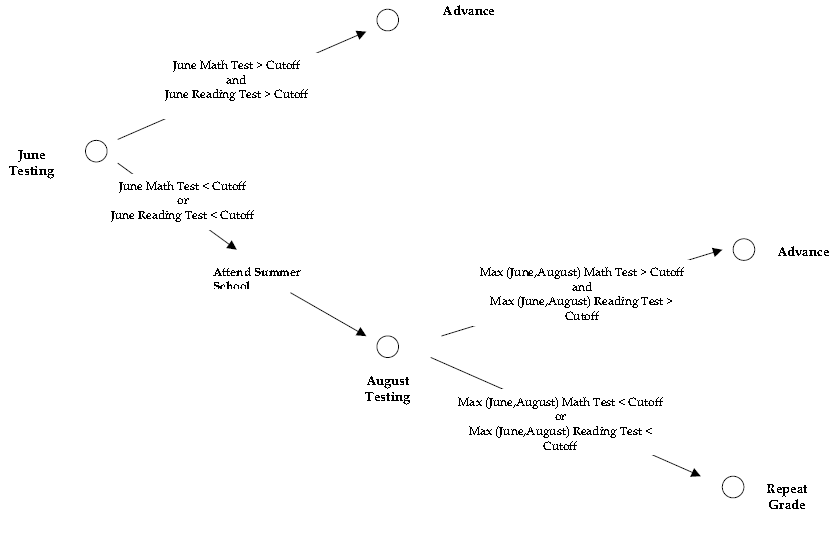 Advance
June Math Test > Cutoff
and
June Reading Test > Cutoff
June
Testing
June Math Test < Cutoff
or
June Reading Test < Cutoff
Attend Summer
School
Max (June,August) Math Test > Cutoff
and
Max (June,August) Reading Test >
Cutoff
Advance
August
Testing
Max (June,August) Math Test < Cutoff
or
Max (June,August) Reading Test <
Cutoff
Repeat
Grade